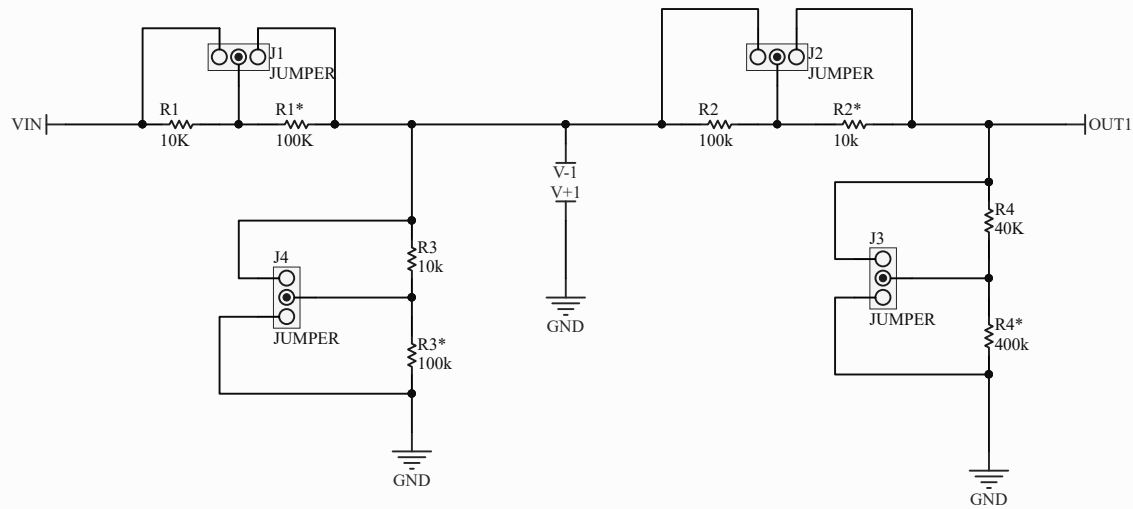 J1
JUMPER
J2
JUMPER
VIN
R1
10K
R1*
100K
R2
100k
R2*
10k
OUT1
V-1
V+1
R3
10k
J4
JUMPER
R3*
100k
GND
GND
R4
40K
J3
JUMPER
R4*
400k
GND